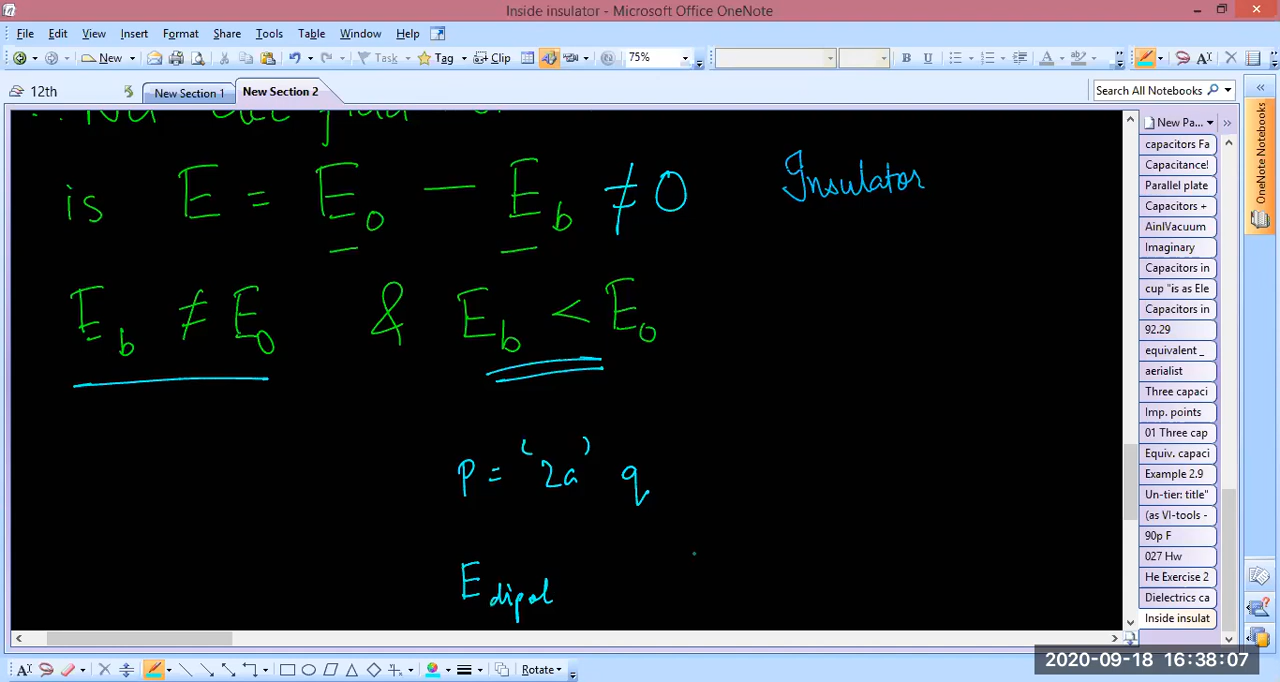 Inside insulator - Microsoft Office OneNote
File Edit View Insert Format Share Tools Table Window Help
New Task Tag Clip 75% B U A ab A
12th New Section 1 New Section 2 Search All Notebooks
is E = E₀ — E_b ≠ 0 Insulator
E_b ≠ E₀ & E_b < E₀
p = '2a' q
E dipol
New Pa...
capacitors Fa
Capacitance!
Parallel plate
Capacitors +
AinlVacuum
Imaginary
Capacitors in
cup "is as Ele
Capacitors in
92.29
equivalent _
aerialist
Three capaci
Imp. points
01 Three cap
Equiv. capaci
Example 2.9
Un-tier: title"
(as VI-tools -
90p F
027 Hw
He Exercise 2
Dielectrics ca
Inside insulat
OneNote Notebooks
A Rotate
2020-09-18 16:38:07